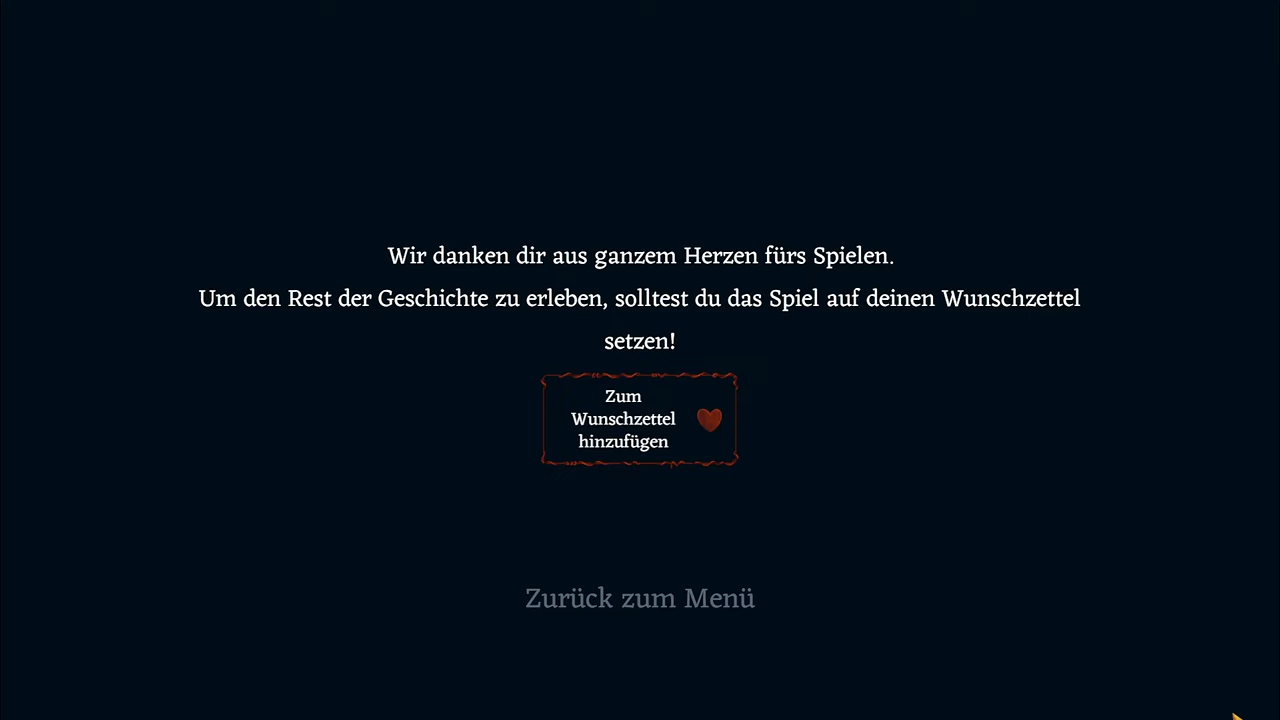 Wir danken dir aus ganzem Herzen fürs Spielen.
Um den Rest der Geschichte zu erleben, solltest du das Spiel auf deinen Wunschzettel
setzen!
Zum
Wunschzettel
hinzufügen
Zurück zum Menü